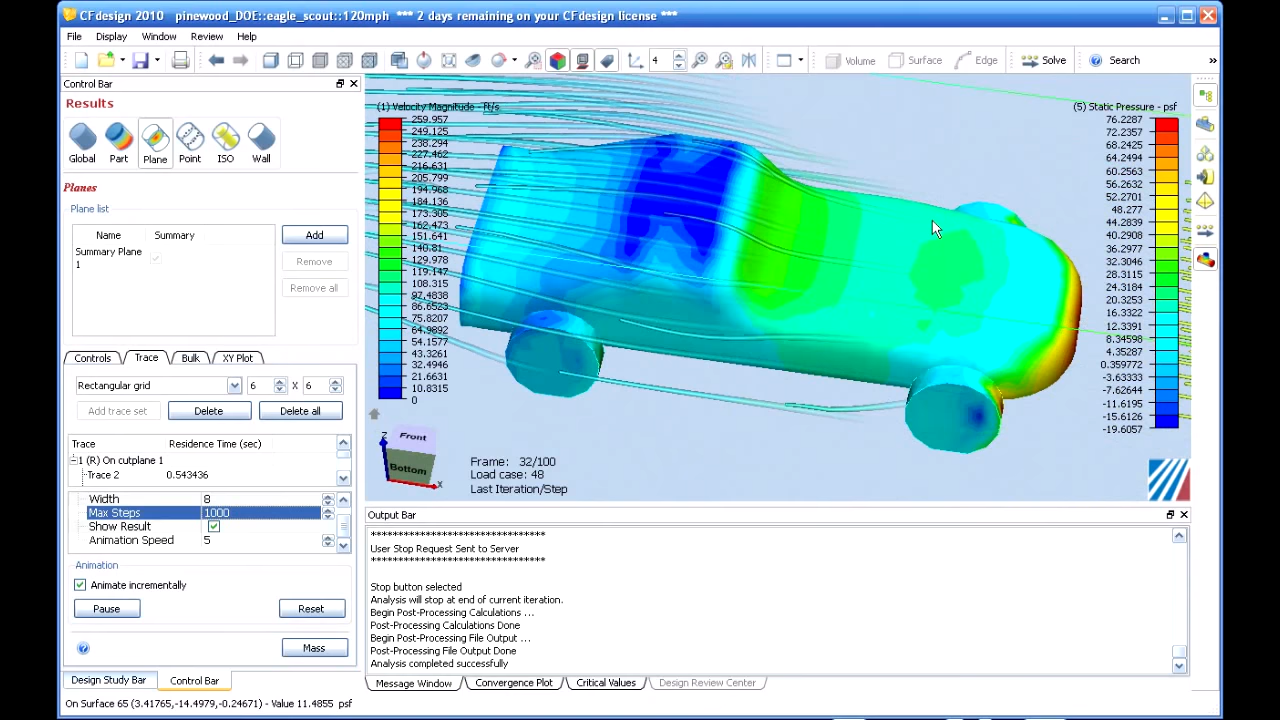 CFdesign 2010   pinewood_DOE::eagle_scout::120mph   *** 2 days remaining on your CFdesign license ***
File Display Window Review Help
4 Volume Surface Edge Solve Search »
Control Bar
Results
Global Part Plane Point ISO Wall
Planes
Plane list
Name Summary
Summary Plane
1
Add
Remove
Remove all
Controls Trace Bulk XY Plot
Rectangular grid 6 X 6
Add trace set Delete Delete all
Trace Residence Time (sec)
1 (R) On cutplane 1
Trace 2 0.543436
Width 8
Max Steps 1000
Show Result
Animation Speed 5
Animation
Animate incrementally
Pause Reset
Mass
Design Study Bar Control Bar
On Surface 65 (3.41765,-14.4979,-0.24671) - Value 11.4855 psf
(1) Velocity Magnitude - ft/s
259.957
249.125
238.294
227.462
216.631
205.799
194.968
184.136
173.305
162.473
151.641
140.81
129.978
119.147
108.315
97.4838
86.6523
75.8207
64.9892
54.1577
43.3261
32.4946
21.6631
10.8315
0
(5) Static Pressure - psf
76.2287
72.2357
68.2425
64.2494
60.2563
56.2632
52.2701
48.277
44.2839
40.2908
36.2977
32.3046
28.3115
24.3184
20.3253
16.3322
12.3391
8.34598
4.35287
0.359772
-3.63333
-7.62644
-11.6195
-15.6126
-19.6057
Z
Front
Bottom
X
Frame: 32/100
Load case: 48
Last Iteration/Step
Output Bar
********************************
User Stop Request Sent to Server
********************************
Stop button selected
Analysis will stop at end of current iteration.
Begin Post-Processing Calculations ...
Post-Processing Calculations Done
Begin Post-Processing File Output ...
Post-Processing File Output Done
Analysis completed successfully
Message Window Convergence Plot Critical Values Design Review Center